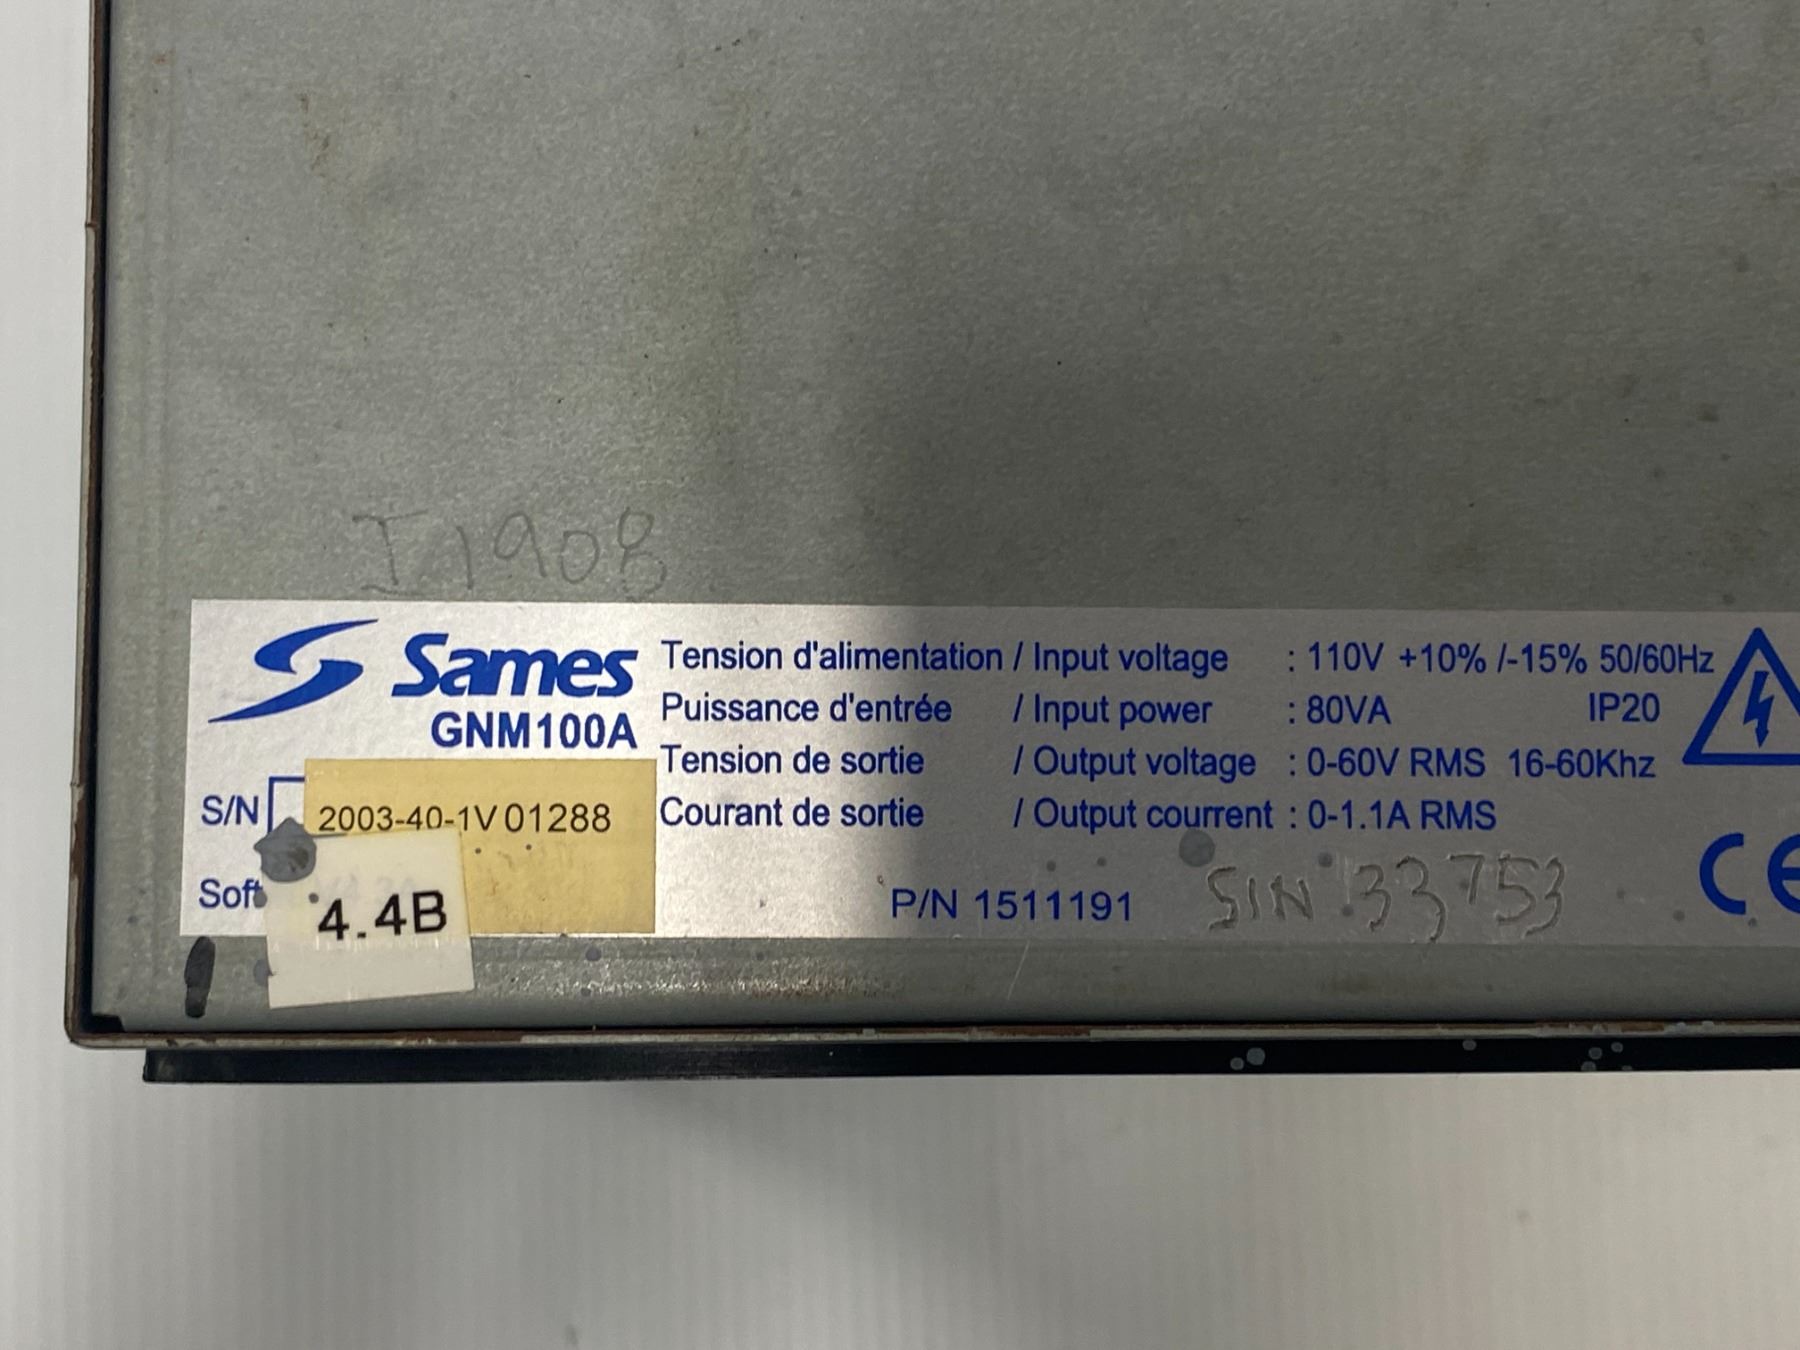 I1908
Sames
GNM100A
Tension d'alimentation / Input voltage : 110V +10% /-15% 50/60Hz
Puissance d'entrée / Input power : 80VA IP20
Tension de sortie / Output voltage : 0-60V RMS 16-60Khz
Courant de sortie / Output courrent : 0-1.1A RMS
S/N 2003-40-1V 01288
Soft 4.4B
P/N 1511191
S/N 33753
CE